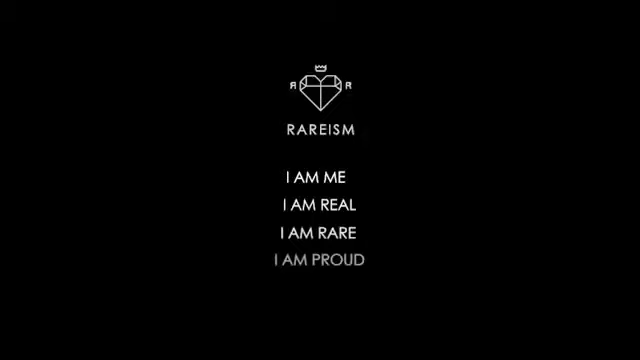 R R
RAREISM
I AM ME
I AM REAL
I AM RARE
I AM PROUD